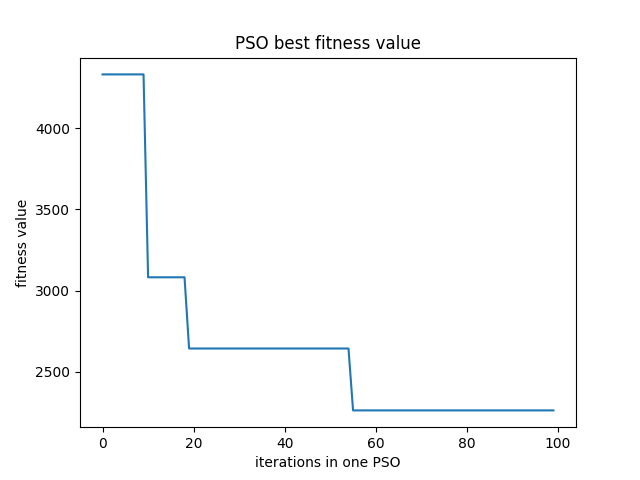 PSO best fitness value
4000
3500
3000
2500
fitness value
0 20 40 60 80 100
iterations in one PSO